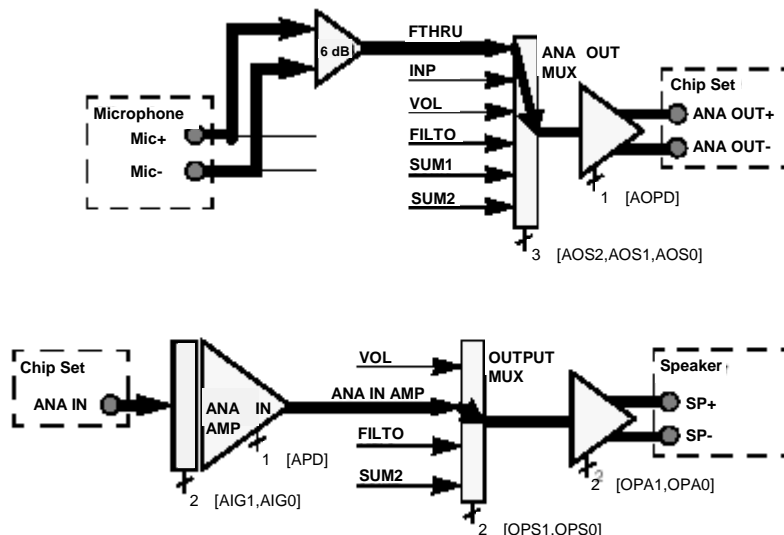 6 dB
FTHRU
INP
VOL
FILTO
SUM1
SUM2
ANA OUT
MUX
Microphone
Mic+
Mic-
Chip Set
ANA OUT+
ANA OUT-
1 [AOPD]
3 [AOS2,AOS1,AOS0]
Chip Set
ANA IN
ANA IN
AMP
1 [APD]
2 [AIG1,AIG0]
VOL
ANA IN AMP
FILTO
SUM2
OUTPUT
MUX
2 [OPS1,OPS0]
Speaker
SP+
SP-
2 [OPA1,OPA0]
2